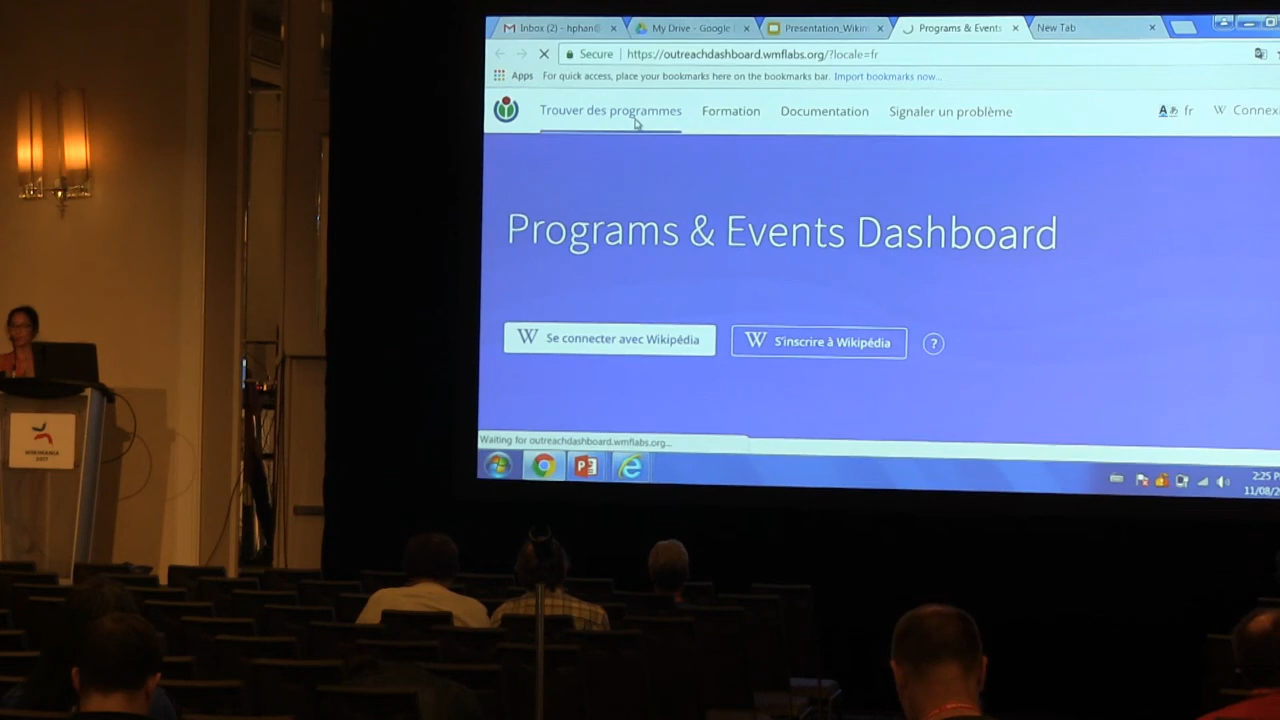 Inbox (2) - hphan@
My Drive - Google
Presentation_Wikim
Programs & Events
New Tab
Secure
https://outreachdashboard.wmflabs.org/?locale=fr
Apps
For quick access, place your bookmarks here on the bookmarks bar. Import bookmarks now...
Trouver des programmes
Formation
Documentation
Signaler un problème
fr
W Connex
Programs & Events Dashboard
W Se connecter avec Wikipédia
W S'inscrire à Wikipédia
?
Waiting for outreachdashboard.wmflabs.org...
2:25 P
11/08/2
WIKIMANIA
2017